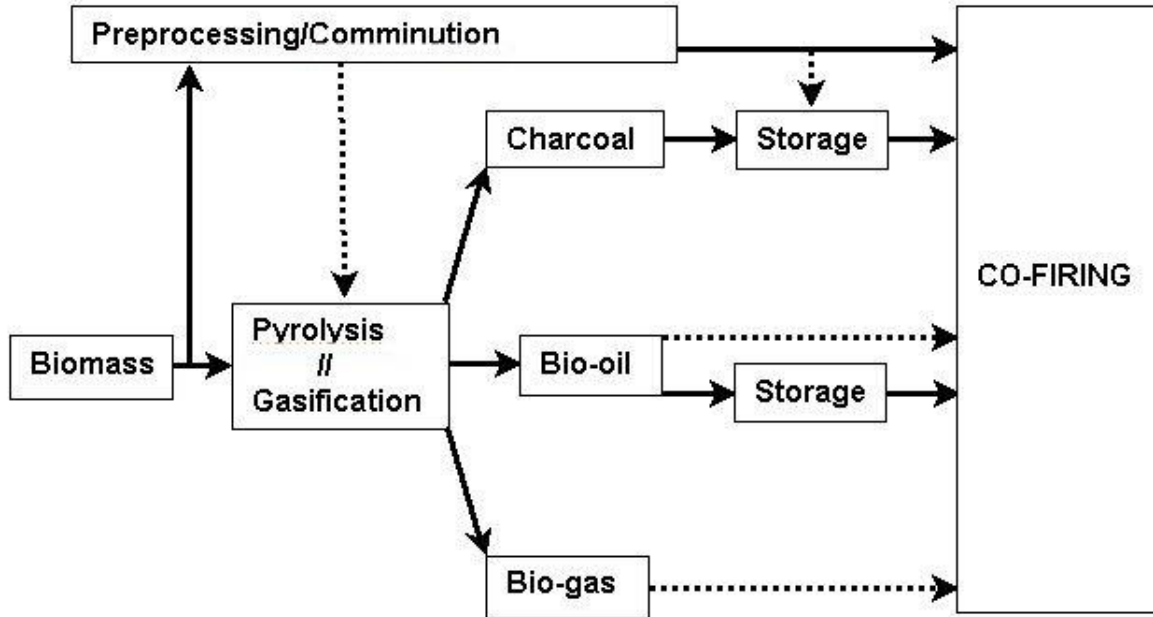 Preprocessing/Comminution
Charcoal
Storage
CO-FIRING
Biomass
Pyrolysis
//
Gasification
Bio-oil
Storage
Bio-gas